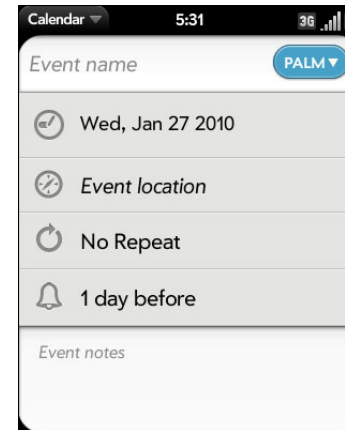 Calendar 5:31 3G
Event name PALM
Wed, Jan 27 2010
Event location
No Repeat
1 day before
Event notes